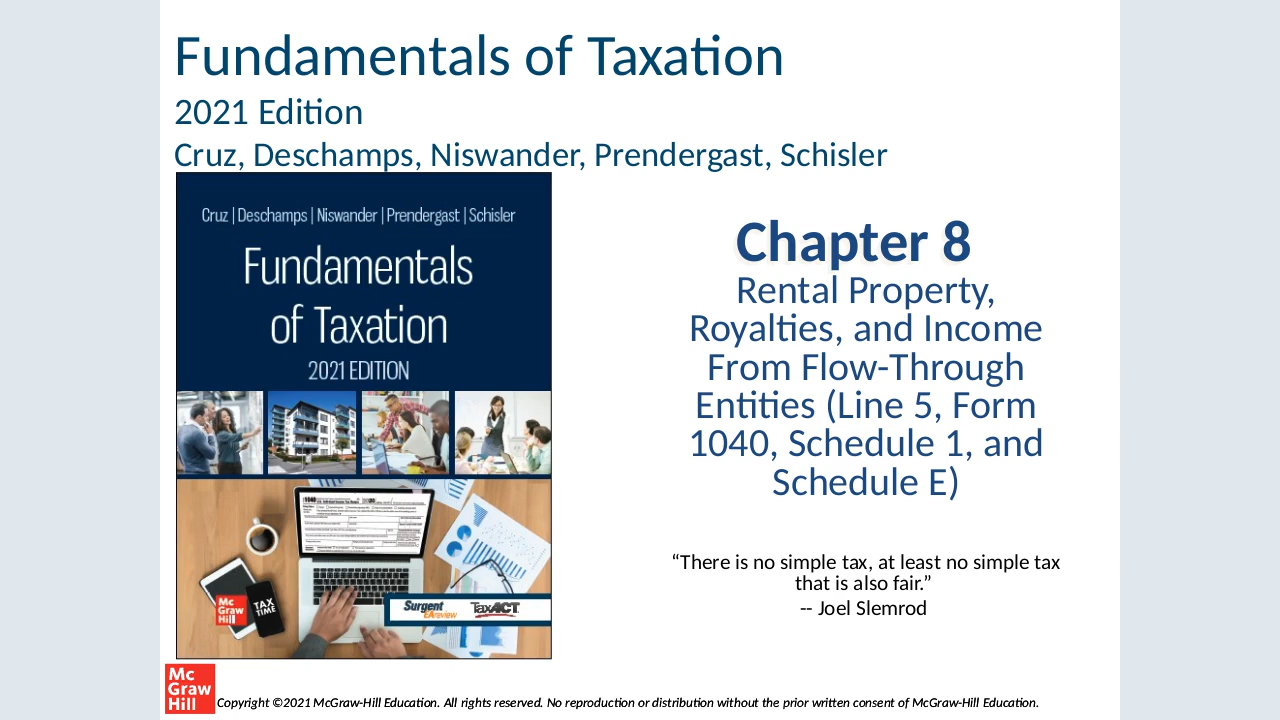 Fundamentals of Taxation
2021 Edition
Cruz, Deschamps, Niswander, Prendergast, Schisler
Cruz | Deschamps | Niswander | Prendergast | Schisler
Fundamentals
of Taxation
2021 EDITION
1040
Mc
Graw
Hill
TAX
TIME
Surgent
EAreview
TaxACT
Chapter 8
Rental Property,
Royalties, and Income
From Flow-Through
Entities (Line 5, Form
1040, Schedule 1, and
Schedule E)
“There is no simple tax, at least no simple tax
that is also fair.”
-- Joel Slemrod
Mc
Graw
Hill
Copyright ©2021 McGraw-Hill Education. All rights reserved. No reproduction or distribution without the prior written consent of McGraw-Hill Education.